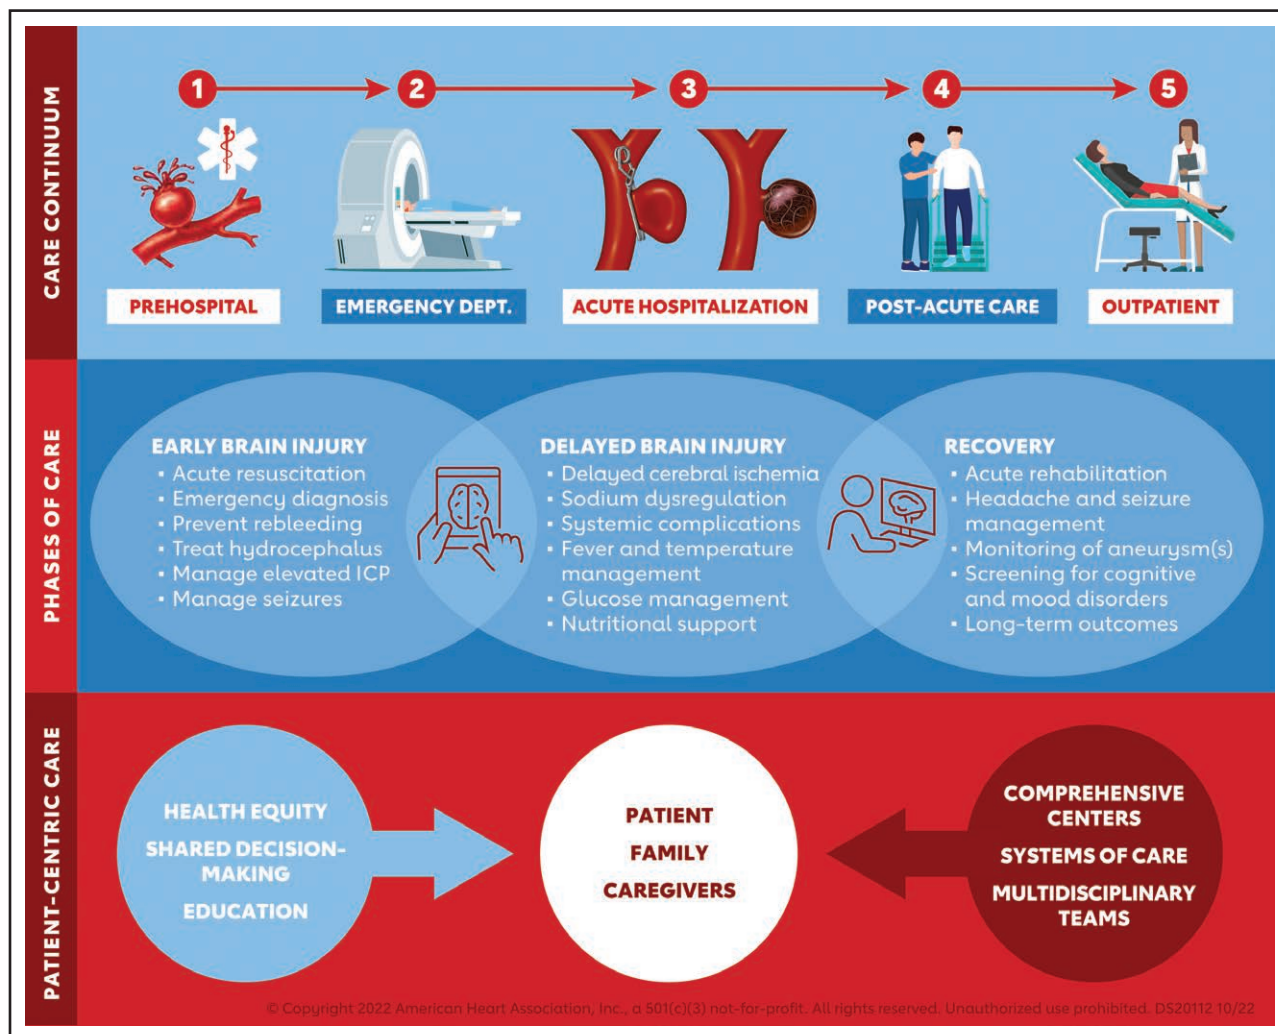 CARE CONTINUUM
1
2
3
4
5
PREHOSPITAL
EMERGENCY DEPT.
ACUTE HOSPITALIZATION
POST-ACUTE CARE
OUTPATIENT
PHASES OF CARE
EARLY BRAIN INJURY
▪ Acute resuscitation
▪ Emergency diagnosis
▪ Prevent rebleeding
▪ Treat hydrocephalus
▪ Manage elevated ICP
▪ Manage seizures
DELAYED BRAIN INJURY
▪ Delayed cerebral ischemia
▪ Sodium dysregulation
▪ Systemic complications
▪ Fever and temperature
management
▪ Glucose management
▪ Nutritional support
RECOVERY
▪ Acute rehabilitation
▪ Headache and seizure
management
▪ Monitoring of aneurysm(s)
▪ Screening for cognitive
and mood disorders
▪ Long-term outcomes
PATIENT-CENTRIC CARE
HEALTH EQUITY
SHARED DECISION-
MAKING
EDUCATION
PATIENT
FAMILY
CAREGIVERS
COMPREHENSIVE
CENTERS
SYSTEMS OF CARE
MULTIDISCIPLINARY
TEAMS
© Copyright 2022 American Heart Association, Inc., a 501(c)(3) not-for-profit. All rights reserved. Unauthorized use prohibited. DS20112 10/22